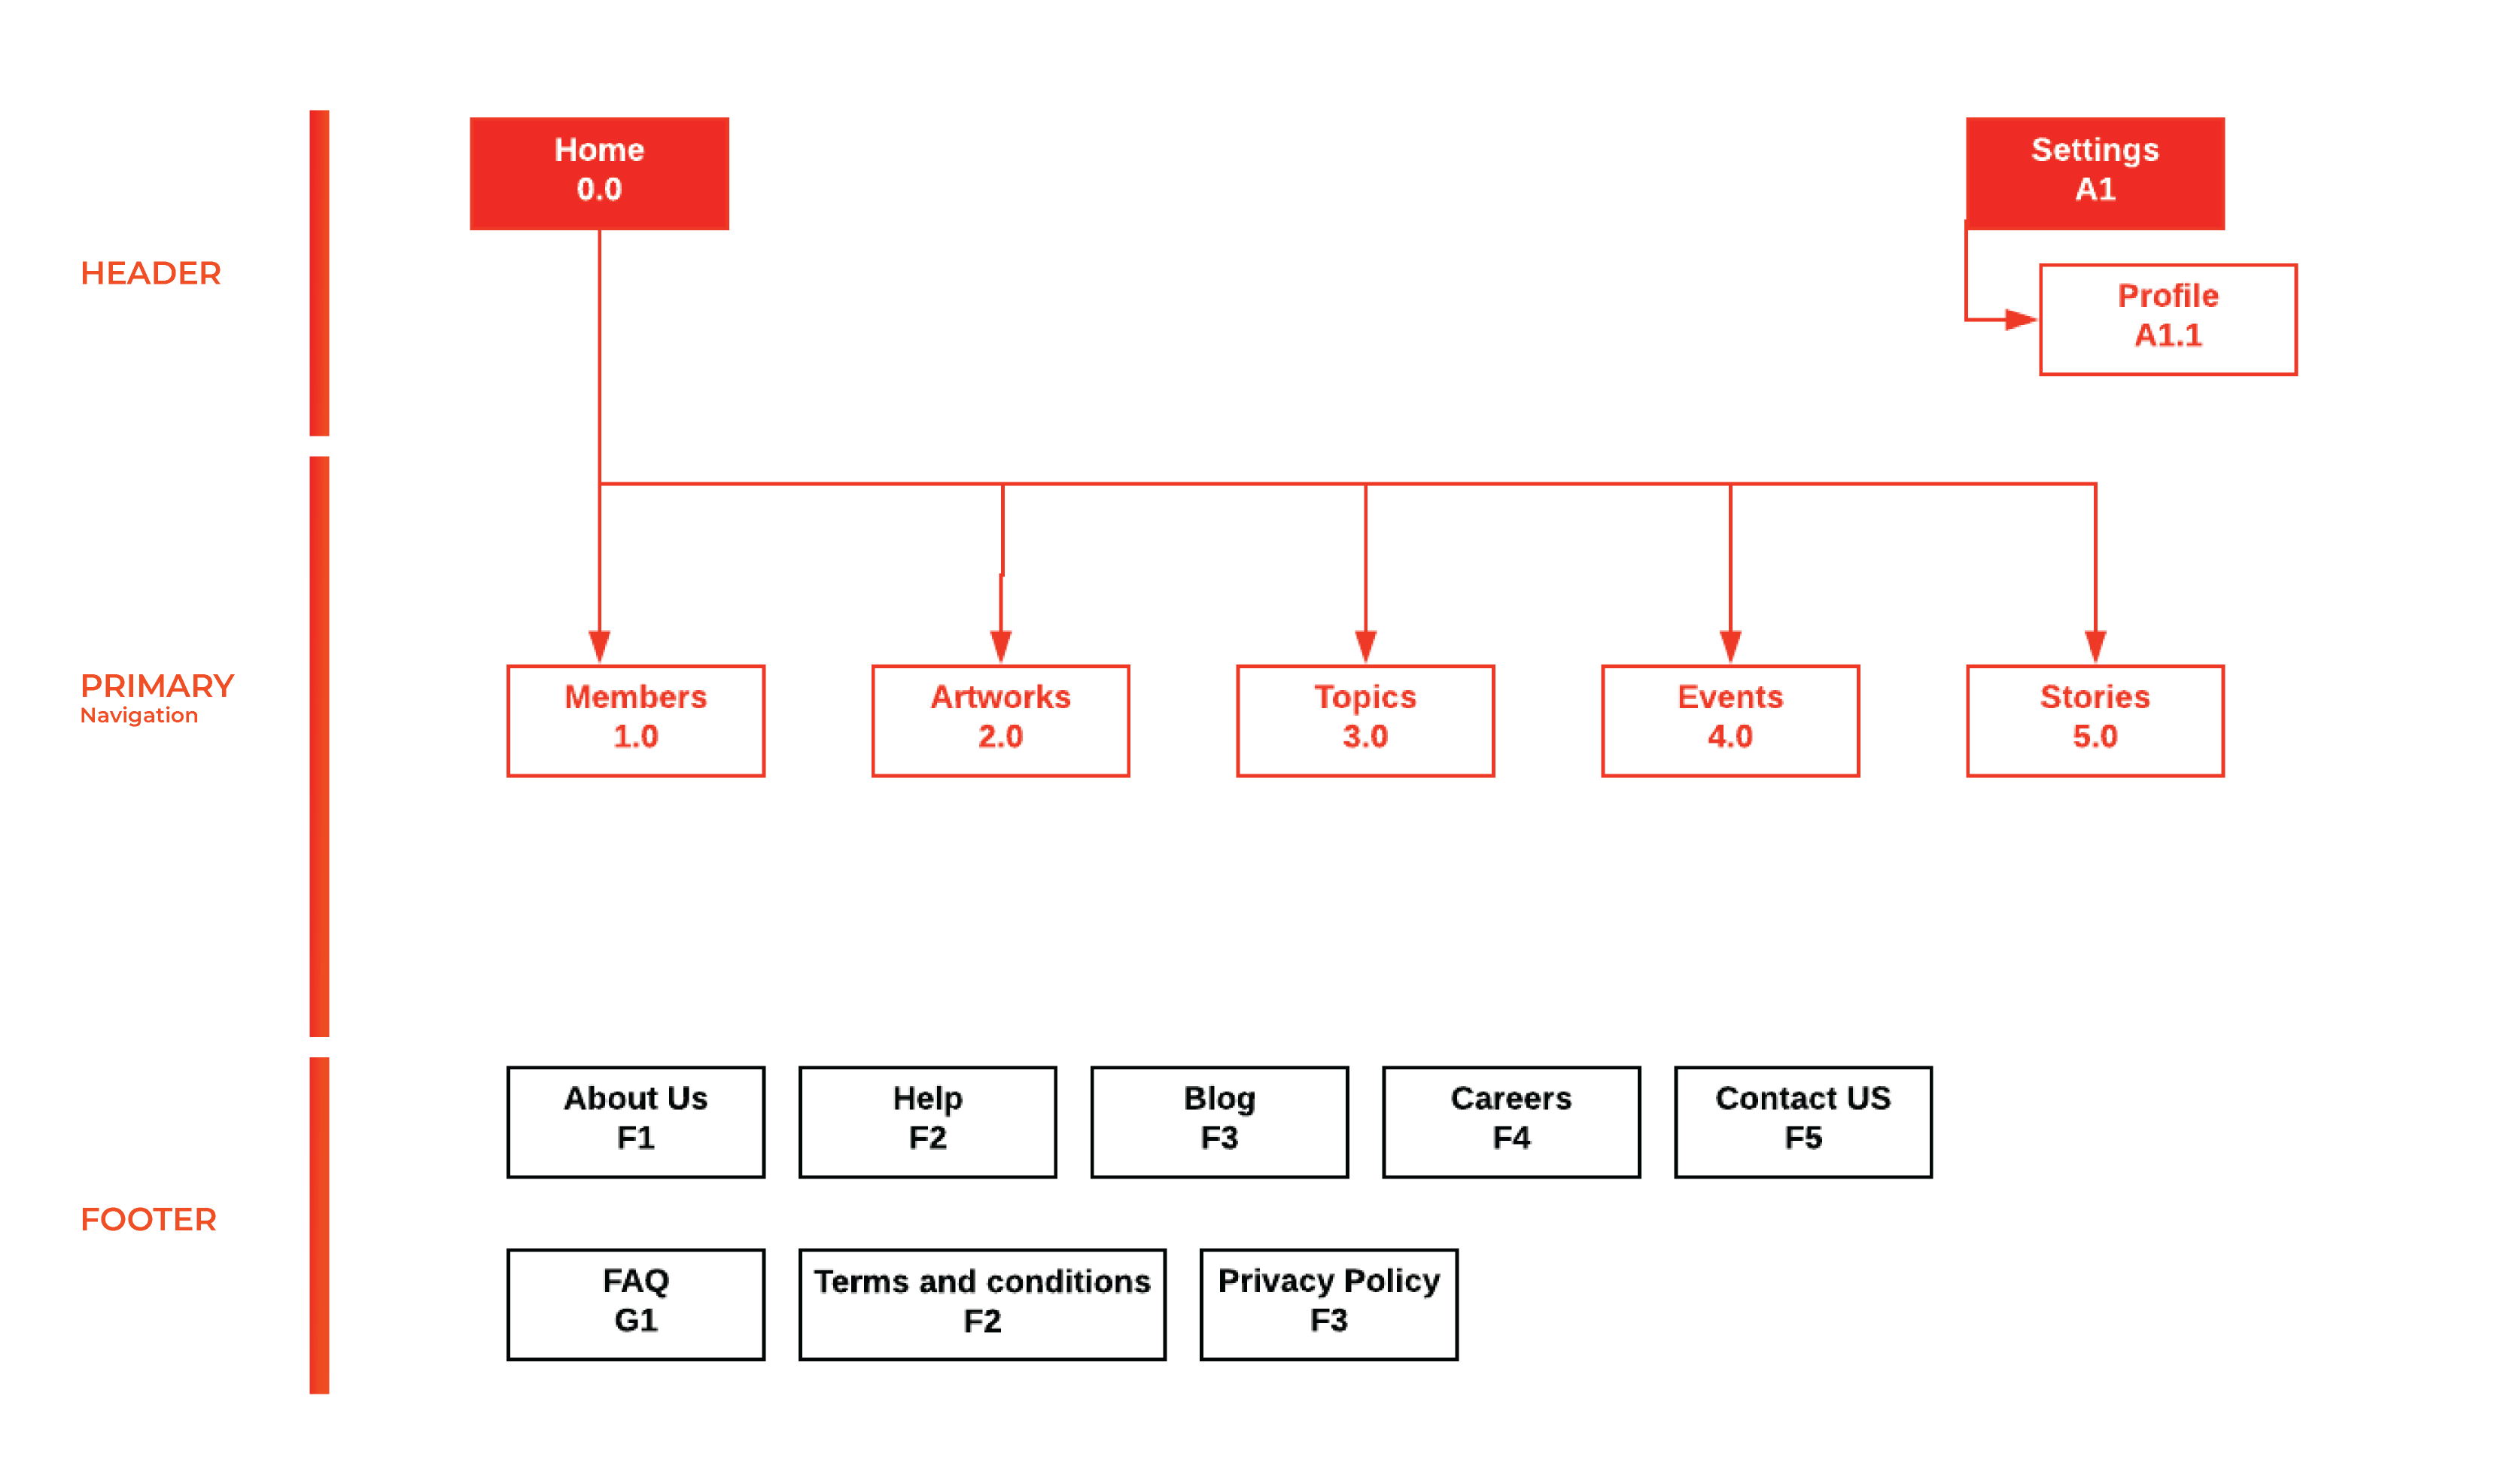 HEADER
Home
0.0
Settings
A1
Profile
A1.1
PRIMARY
Navigation
Members
1.0
Artworks
2.0
Topics
3.0
Events
4.0
Stories
5.0
FOOTER
About Us
F1
Help
F2
Blog
F3
Careers
F4
Contact US
F5
FAQ
G1
Terms and conditions
F2
Privacy Policy
F3